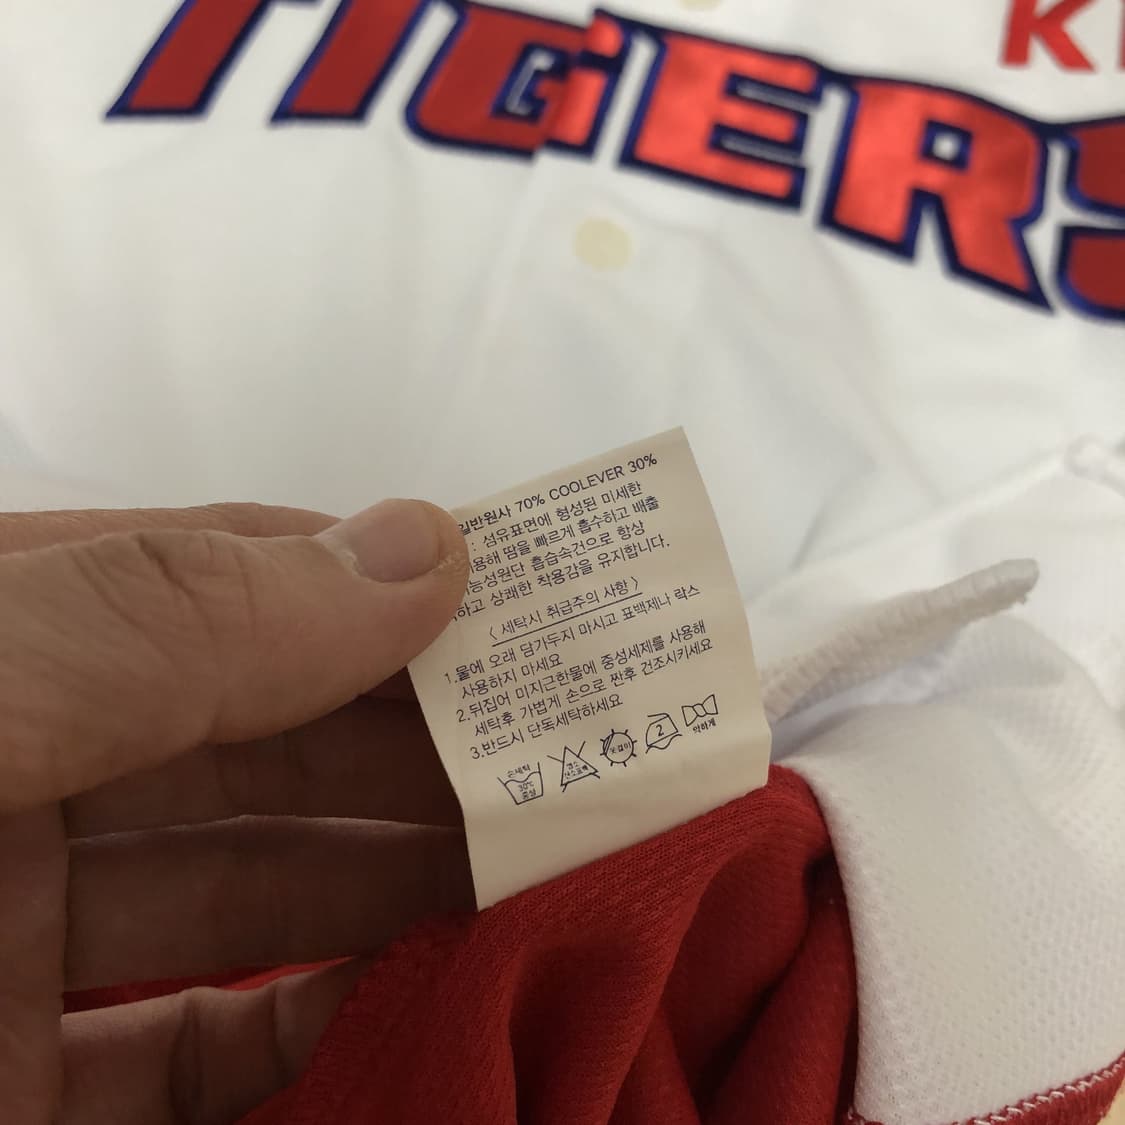 TIGERS
K
일반원사 70% COOLEVER 30%
: 섬유표면에 형성된 미세한
용해 땀을 빠르게 흡수하고 배출
능성원단 흡습속건으로 항상
하고 상쾌한 착용감을 유지합니다.
〈 세탁시 취급주의 사항 〉
1.물에 오래 담가두지 마시고 표백제나 락스
사용하지 마세요
2.뒤집어 미지근한물에 중성세제를 사용해
세탁후 가볍게 손으로 짠후 건조시키세요
3.반드시 단독세탁하세요
손세탁
30℃
중성
염소
산소표백
옷걸이
2
약하게